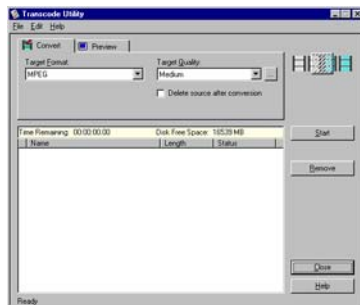 Transcode Utility
File Edit Help
Convert Preview
Target Format Target Quality
MPEG Medium ...
Delete source after conversion
Time Remaining: 00:00:00.00 Disk Free Space: 16539 MB
Name Length Status
Start
Remove
Close
Help
Ready